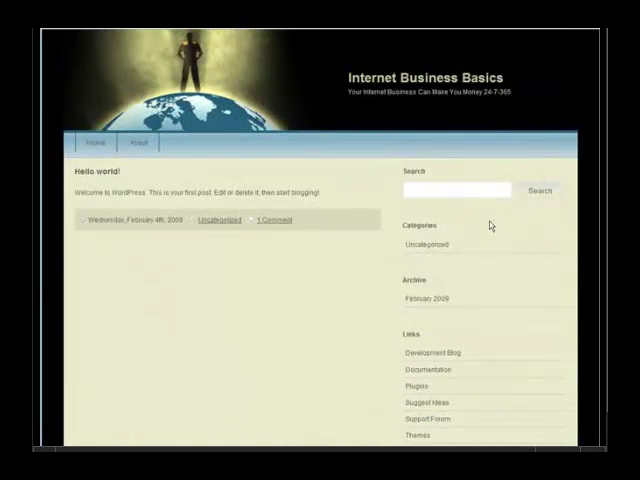 Internet Business Basics
Your Internet Business Can Make You Money 24-7-365
Home
About
Hello world!
Welcome to WordPress. This is your first post. Edit or delete it, then start blogging!
Wednesday, February 4th, 2009
Uncategorized
1 Comment
Search
Search
Categories
Uncategorized
Archive
February 2009
Links
Development Blog
Documentation
Plugins
Suggest Ideas
Support Forum
Themes